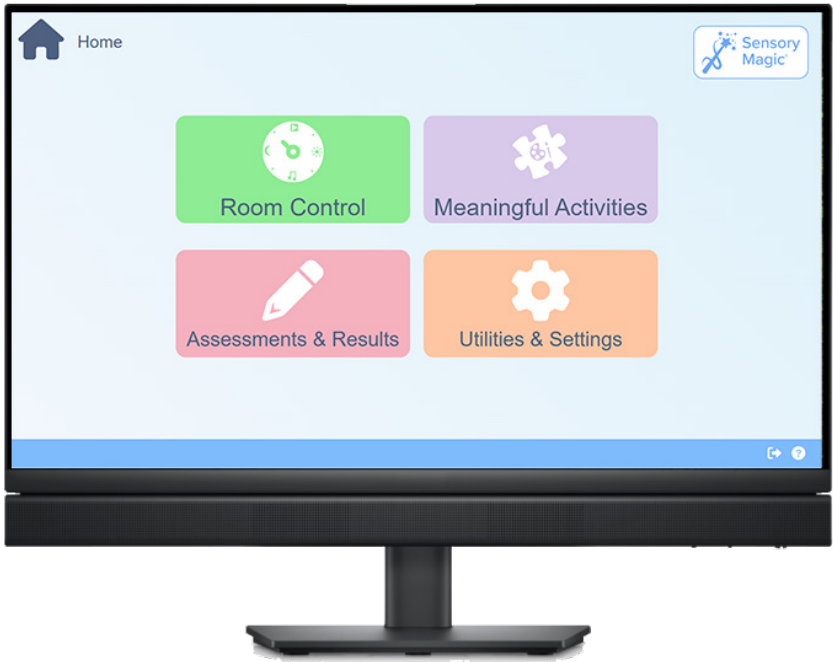 Home
Sensory
Magic®
Room Control
Meaningful Activities
Assessments & Results
Utilities & Settings
?